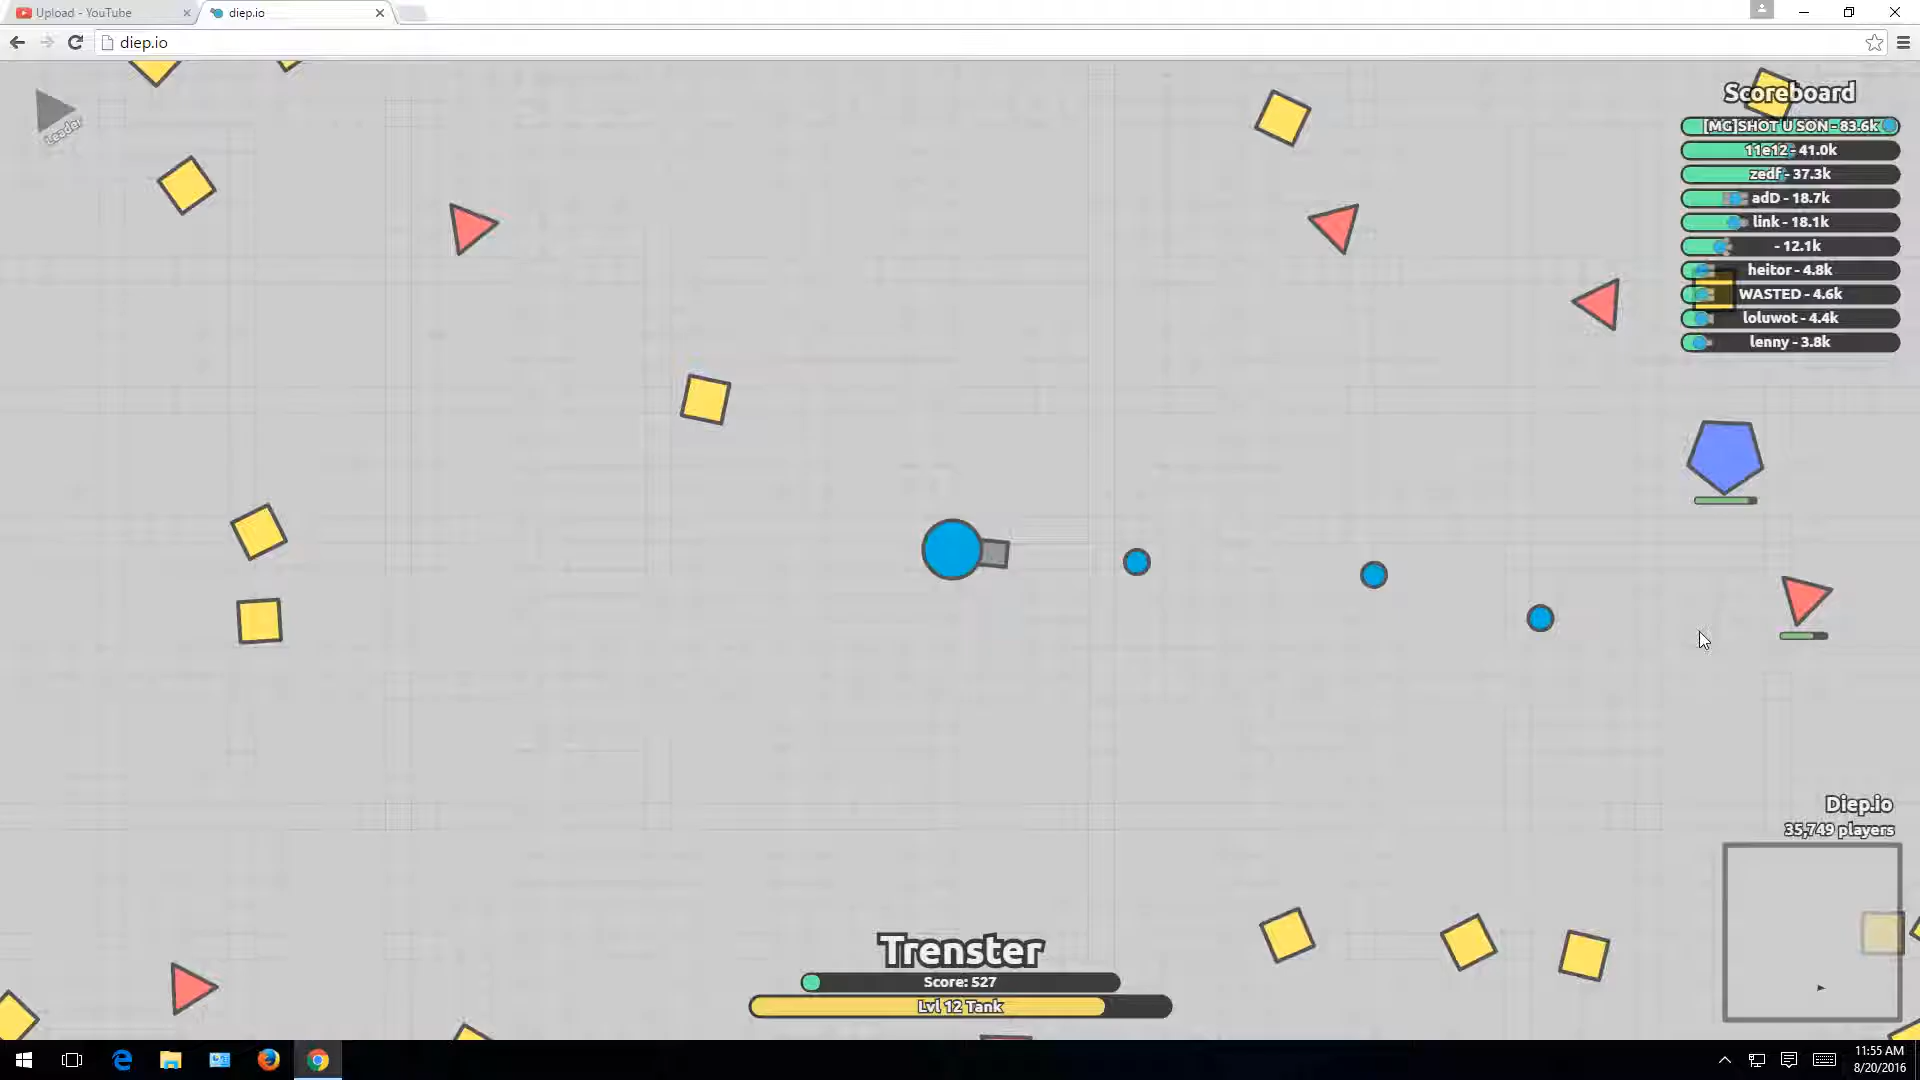 Upload - YouTube
diep.io
diep.io
Leader
Scoreboard
[MG]SHOT U SON - 83.6k
11e12 - 41.0k
zedf - 37.3k
adD - 18.7k
link - 18.1k
- 12.1k
heitor - 4.8k
WASTED - 4.6k
loluwot - 4.4k
lenny - 3.8k
Diep.io
35,749 players
Trenster
Score: 527
Lvl 12 Tank
11:55 AM
8/20/2016